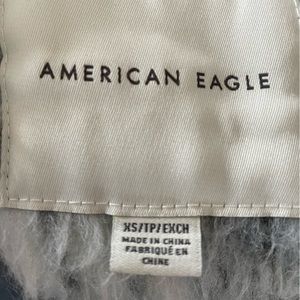 AMERICAN EAGLE
XS/TP/EXCH
MADE IN CHINA
FABRIQUÉ EN
CHINE